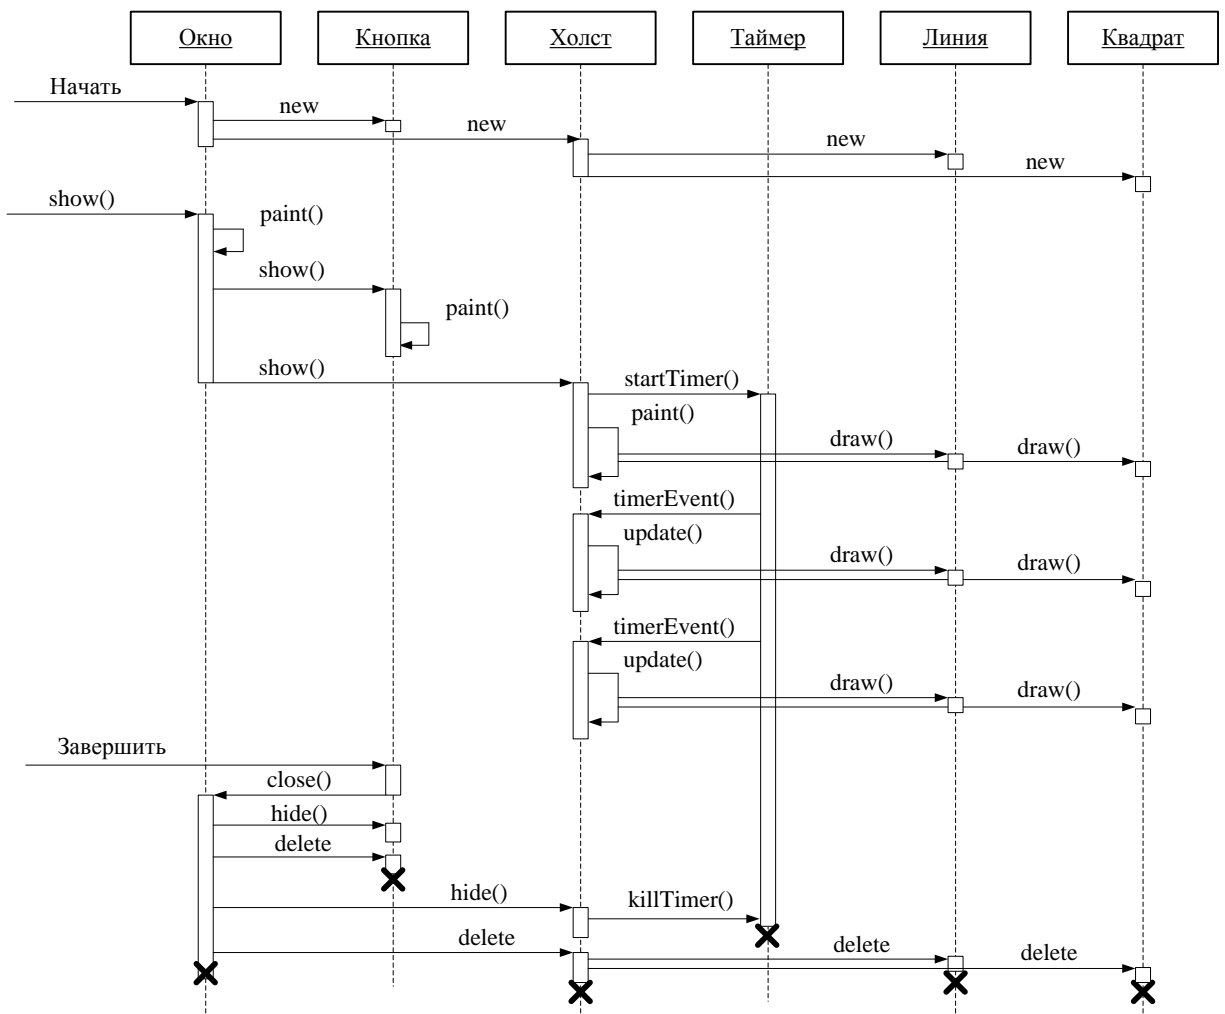 Окно Кнопка Холст Таймер Линия Квадрат
Начать
new
new
new
new
show()
paint()
show()
paint()
show()
startTimer()
paint()
draw() draw()
timerEvent()
update()
draw() draw()
timerEvent()
update()
draw() draw()
Завершить
close()
hide()
delete
hide() killTimer()
delete delete delete